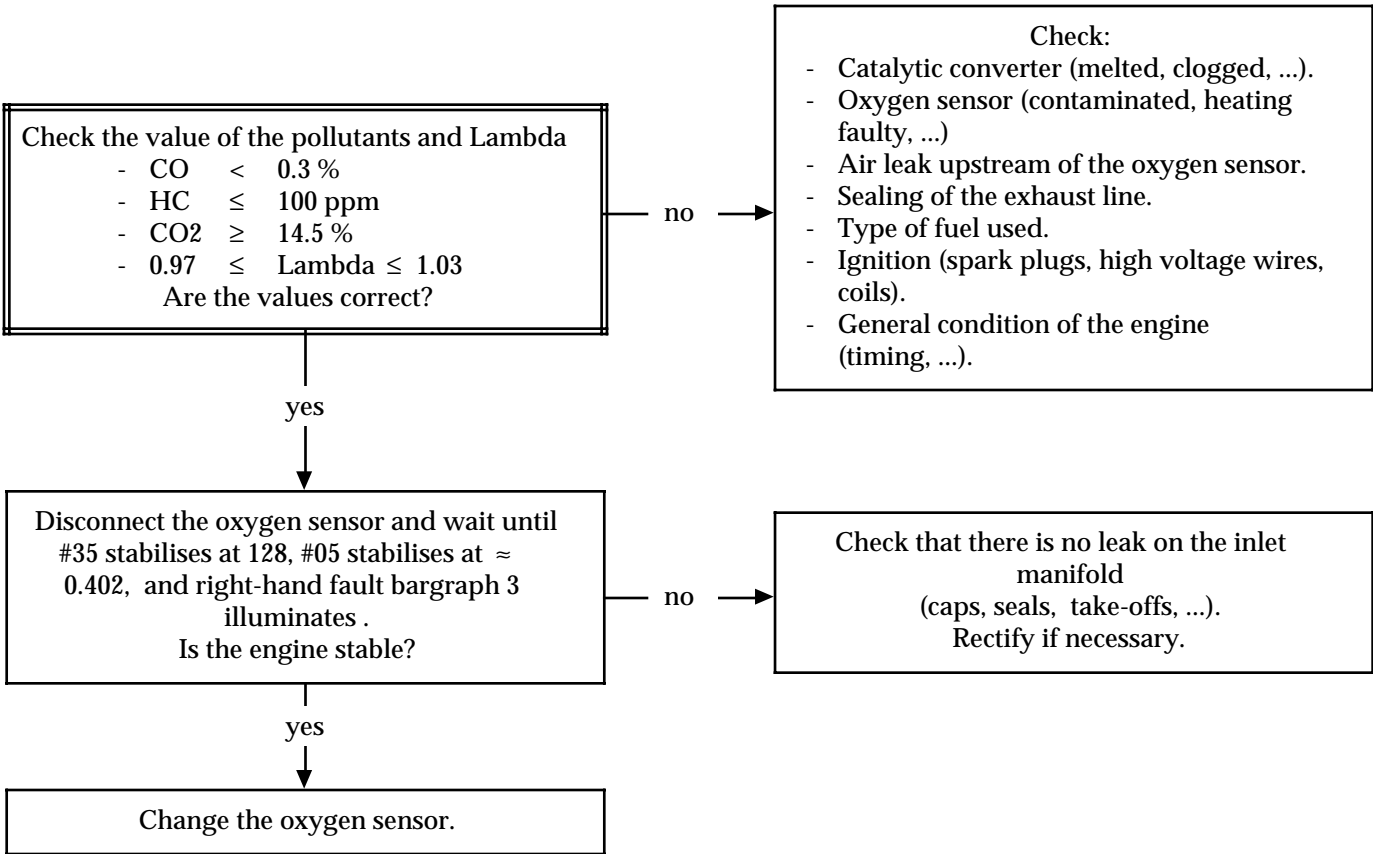 Check the value of the pollutants and Lambda
- CO < 0.3 %
- HC ≤ 100 ppm
- CO2 ≥ 14.5 %
- 0.97 ≤ Lambda ≤ 1.03
Are the values correct?
no
Check:
- Catalytic converter (melted, clogged, ...).
- Oxygen sensor (contaminated, heating
faulty, ...)
- Air leak upstream of the oxygen sensor.
- Sealing of the exhaust line.
- Type of fuel used.
- Ignition (spark plugs, high voltage wires,
coils).
- General condition of the engine
(timing, ...).
yes
Disconnect the oxygen sensor and wait until
#35 stabilises at 128, #05 stabilises at ≈
0.402, and right-hand fault bargraph 3
illuminates .
Is the engine stable?
no
Check that there is no leak on the inlet
manifold
(caps, seals, take-offs, ...).
Rectify if necessary.
yes
Change the oxygen sensor.